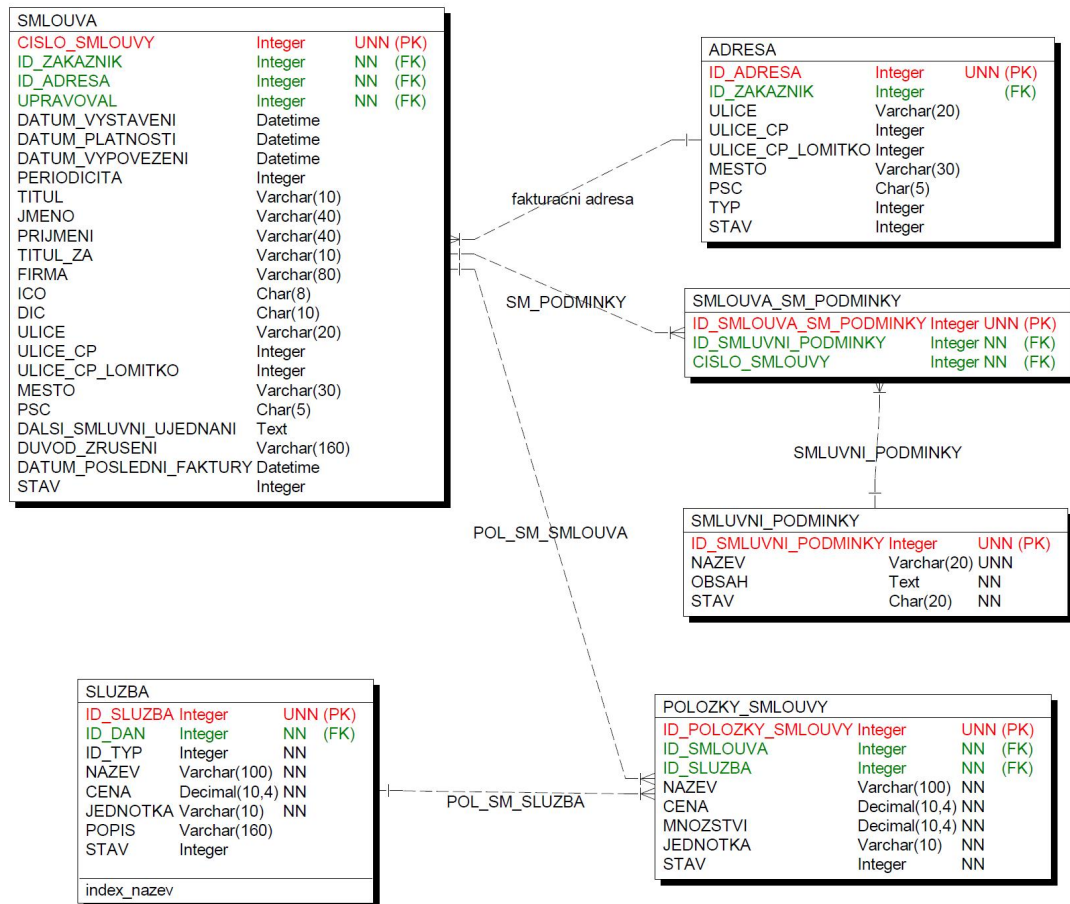 SMLOUVA
CISLO_SMLOUVY Integer UNN (PK)
ID_ZAKAZNIK Integer NN (FK)
ID_ADRESA Integer NN (FK)
UPRAVOVAL Integer NN (FK)
DATUM_VYSTAVENI Datetime
DATUM_PLATNOSTI Datetime
DATUM_VYPOVEZENI Datetime
PERIODICITA Integer
TITUL Varchar(10)
JMENO Varchar(40)
PRIJMENI Varchar(40)
TITUL_ZA Varchar(10)
FIRMA Varchar(80)
ICO Char(8)
DIC Char(10)
ULICE Varchar(20)
ULICE_CP Integer
ULICE_CP_LOMITKO Integer
MESTO Varchar(30)
PSC Char(5)
DALSI_SMLUVNI_UJEDNANI Text
DUVOD_ZRUSENI Varchar(160)
DATUM_POSLEDNI_FAKTURY Datetime
STAV Integer
ADRESA
ID_ADRESA Integer UNN (PK)
ID_ZAKAZNIK Integer (FK)
ULICE Varchar(20)
ULICE_CP Integer
ULICE_CP_LOMITKO Integer
MESTO Varchar(30)
PSC Char(5)
TYP Integer
STAV Integer
fakturacni adresa
SM_PODMINKY
SMLOUVA_SM_PODMINKY
ID_SMLOUVA_SM_PODMINKY Integer UNN (PK)
ID_SMLUVNI_PODMINKY Integer NN (FK)
CISLO_SMLOUVY Integer NN (FK)
SMLUVNI_PODMINKY
SMLUVNI_PODMINKY
ID_SMLUVNI_PODMINKY Integer UNN (PK)
NAZEV Varchar(20) UNN
OBSAH Text NN
STAV Char(20) NN
POL_SM_SMLOUVA
SLUZBA
ID_SLUZBA Integer UNN (PK)
ID_DAN Integer NN (FK)
ID_TYP Integer NN
NAZEV Varchar(100) NN
CENA Decimal(10,4) NN
JEDNOTKA Varchar(10) NN
POPIS Varchar(160)
STAV Integer
index_nazev
POL_SM_SLUZBA
POLOZKY_SMLOUVY
ID_POLOZKY_SMLOUVY Integer UNN (PK)
ID_SMLOUVA Integer NN (FK)
ID_SLUZBA Integer NN (FK)
NAZEV Varchar(100) NN
CENA Decimal(10,4) NN
MNOZSTVI Decimal(10,4) NN
JEDNOTKA Varchar(10) NN
STAV Integer NN